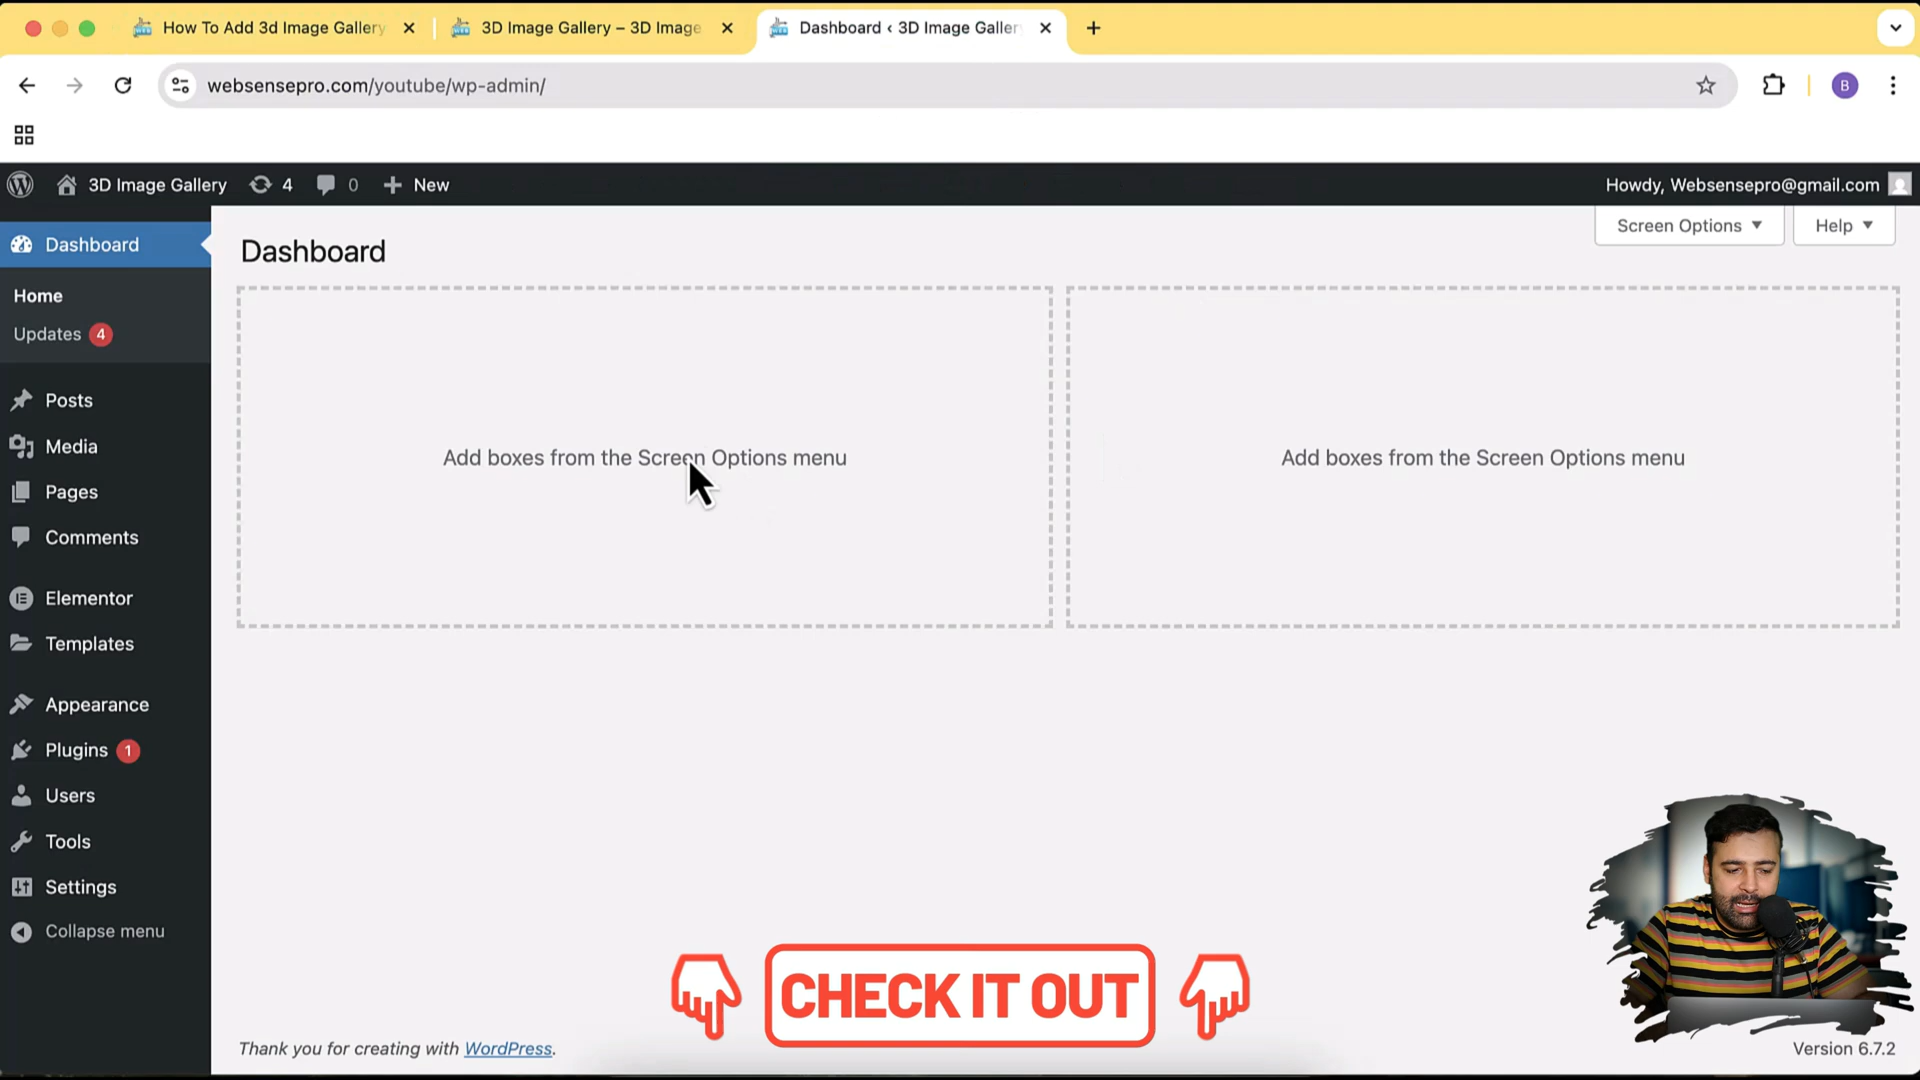 How To Add 3d Image Gallery
3D Image Gallery – 3D Image
Dashboard ‹ 3D Image Galler
websensepro.com/youtube/wp-admin/
B
3D Image Gallery
4
0
New
Howdy, Websensepro@gmail.com
Dashboard
Screen Options
Help
Dashboard
Home
Updates 4
Posts
Media
Pages
Comments
Elementor
Templates
Appearance
Plugins 1
Users
Tools
Settings
Collapse menu
Add boxes from the Screen Options menu
Add boxes from the Screen Options menu
CHECK IT OUT
Thank you for creating with WordPress.
Version 6.7.2